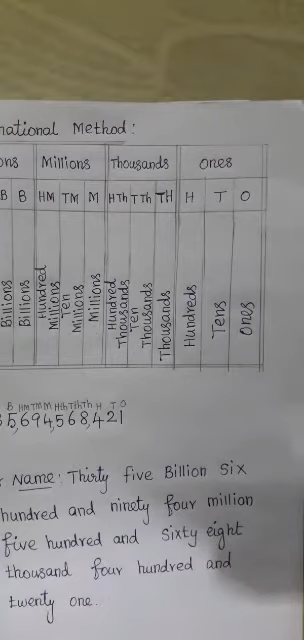 national Method:
ons Millions Thousands Ones
B B HM TM M HTh TTh TH H T O
Billions
Billions
Hundred Millions
Ten Millions
Millions
Hundred Thousands
Ten Thousands
Thousands
Hundreds
Tens
Ones
B HM TM M HTh TTh Th H T O
35,694,568,421
Name: Thirty five Billion six
hundred and ninety four million
five hundred and sixty eight
thousand four hundred and
twenty one.